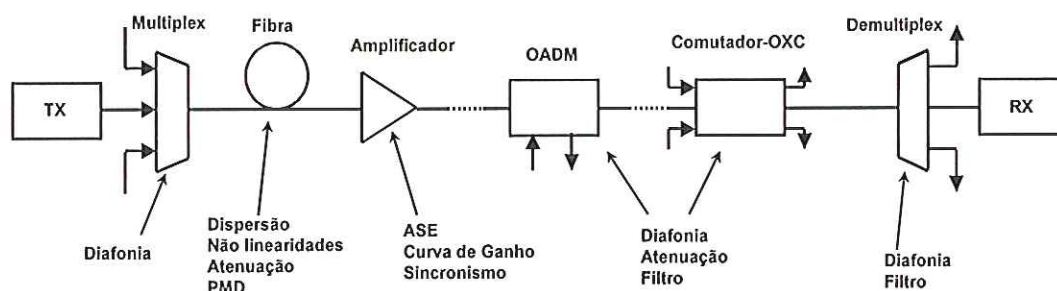 Multiplex
Fibra
Amplificador
OADM
Comutador-OXC
Demultiplex
TX
RX
Diafonia
Dispersão
Não linearidades
Atenuação
PMD
ASE
Curva de Ganho
Sincronismo
Diafonia
Atenuação
Filtro
Diafonia
Filtro